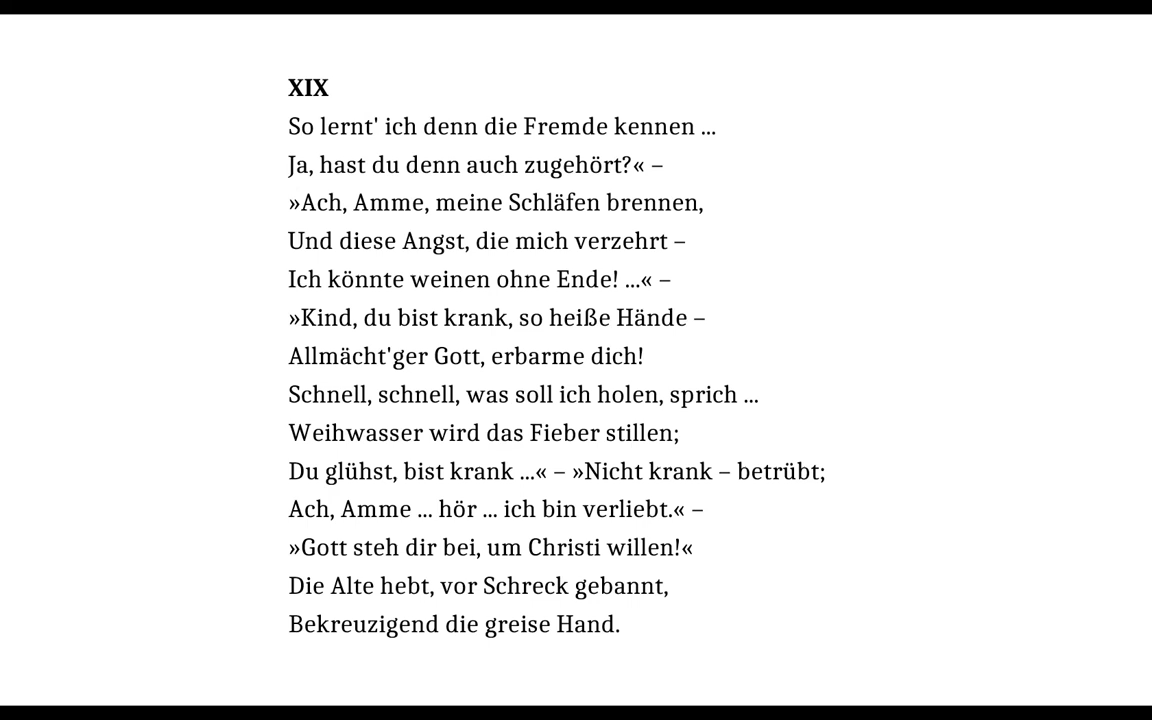 XIX
So lernt' ich denn die Fremde kennen ...
Ja, hast du denn auch zugehört?« –
»Ach, Amme, meine Schläfen brennen,
Und diese Angst, die mich verzehrt –
Ich könnte weinen ohne Ende! ...« –
»Kind, du bist krank, so heiße Hände –
Allmächt'ger Gott, erbarme dich!
Schnell, schnell, was soll ich holen, sprich ...
Weihwasser wird das Fieber stillen;
Du glühst, bist krank ...« – »Nicht krank – betrübt;
Ach, Amme ... hör ... ich bin verliebt.« –
»Gott steh dir bei, um Christi willen!«
Die Alte hebt, vor Schreck gebannt,
Bekreuzigend die greise Hand.